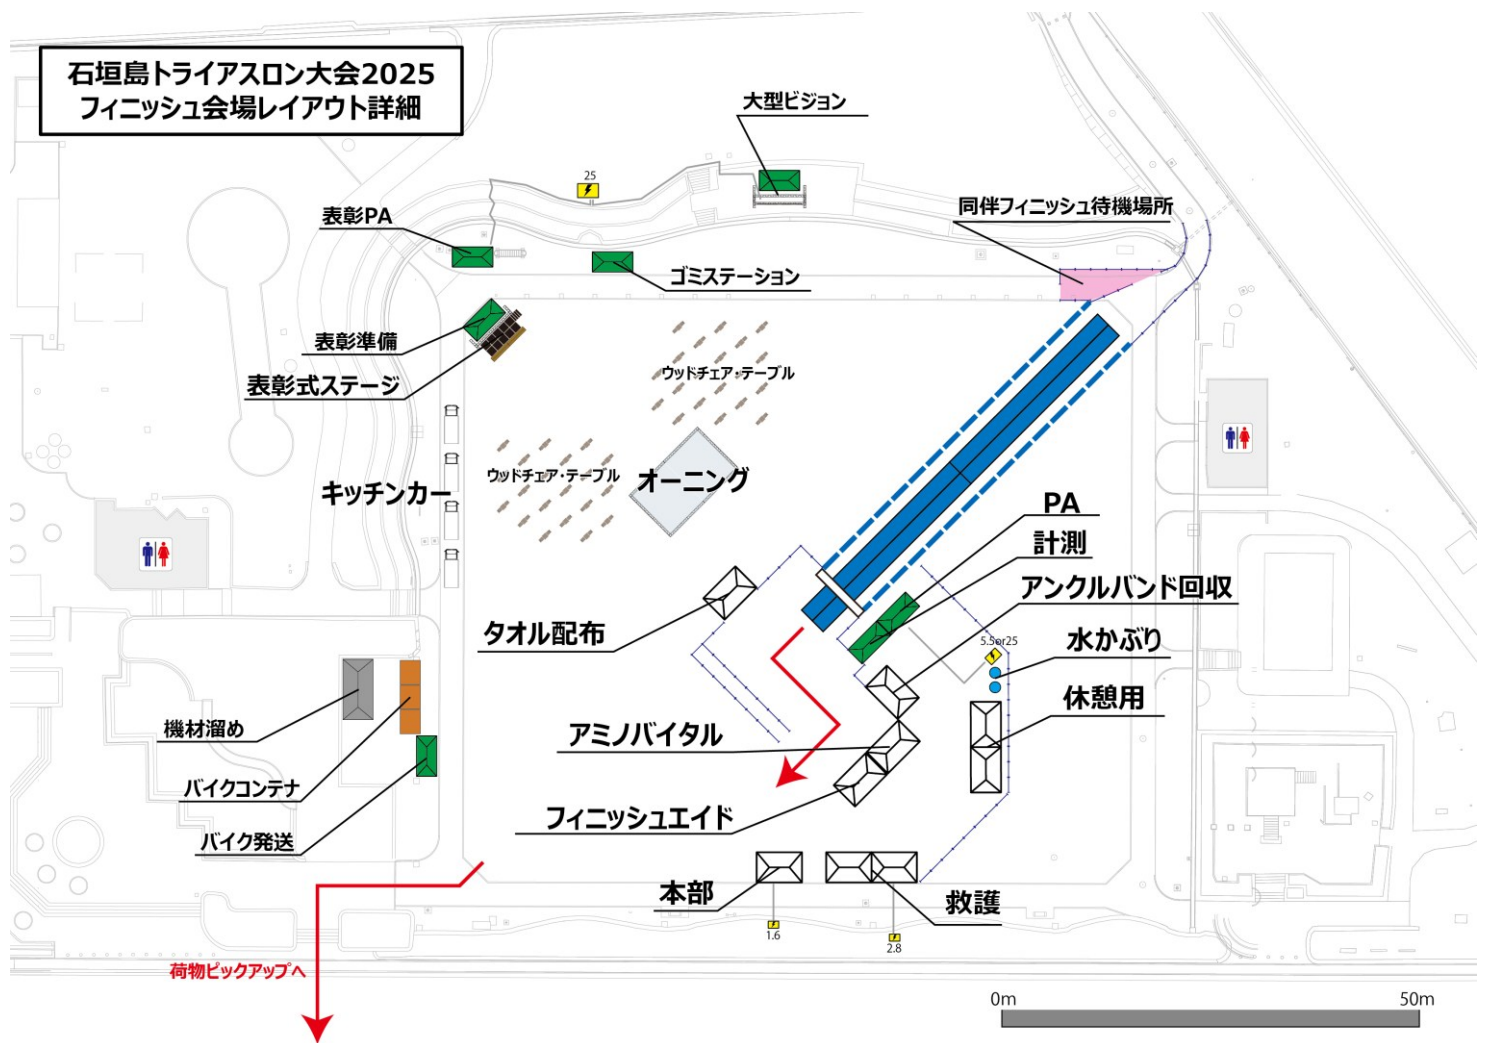 石垣島トライアスロン大会2025
フィニッシュ会場レイアウト詳細
大型ビジョン
25
表彰PA
同伴フィニッシュ待機場所
ゴミステーション
表彰準備
表彰式ステージ
ウッドチェア・テーブル
ウッドチェア・テーブル
オーニング
キッチンカー
PA
計測
アンクルバンド回収
タオル配布
5.5or25
水かぶり
休憩用
機材溜め
アミノバイタル
バイクコンテナ
フィニッシュエイド
バイク発送
本部
救護
1.6
2.8
荷物ピックアップへ
0m
50m